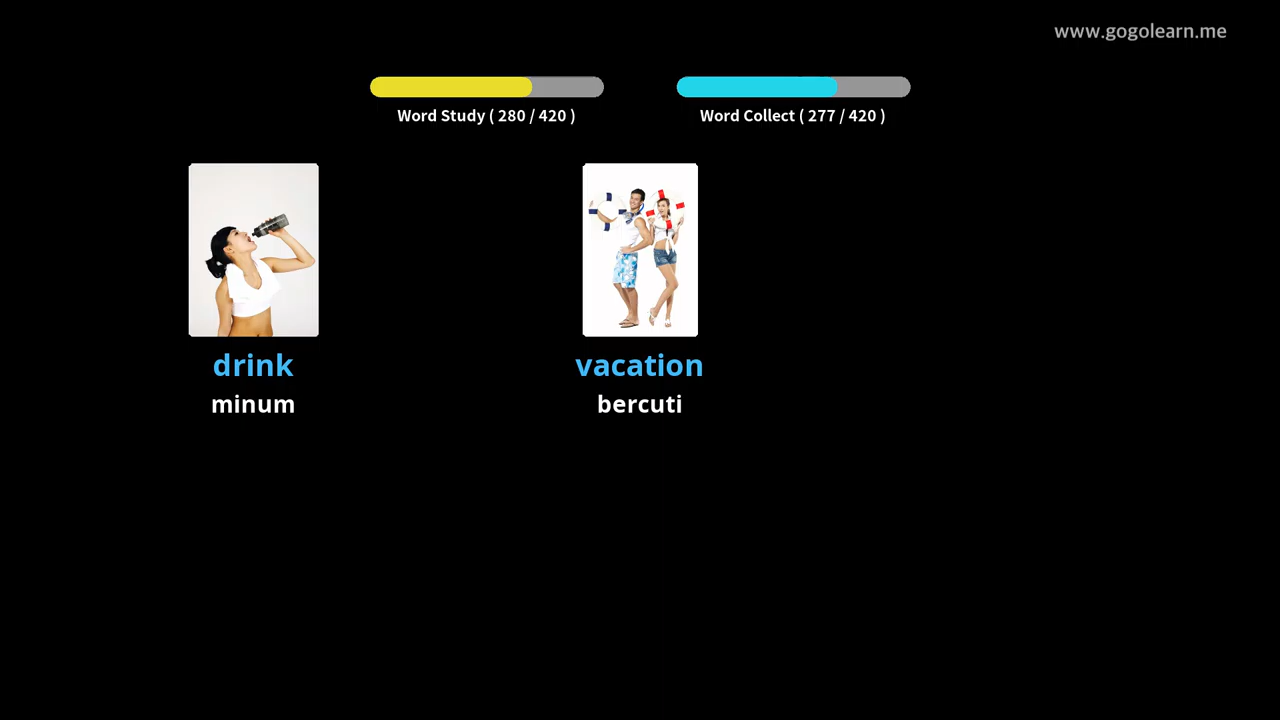 www.gogolearn.me
Word Study ( 280 / 420 )
Word Collect ( 277 / 420 )
drink
minum
vacation
bercuti